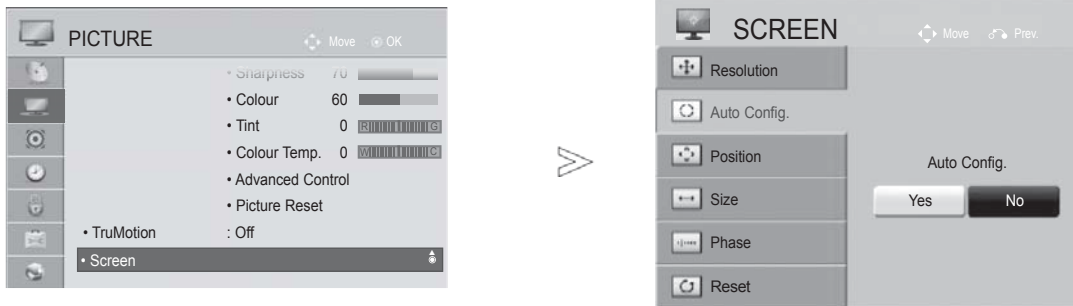 PICTURE
Move OK
• Sharpness 70
• Colour 60
• Tint 0 R G
• Colour Temp. 0 W C
• Advanced Control
• Picture Reset
• TruMotion : Off
• Screen
SCREEN
Move Prev.
Resolution
Auto Config.
Position
Size
Phase
Reset
Auto Config.
Yes No